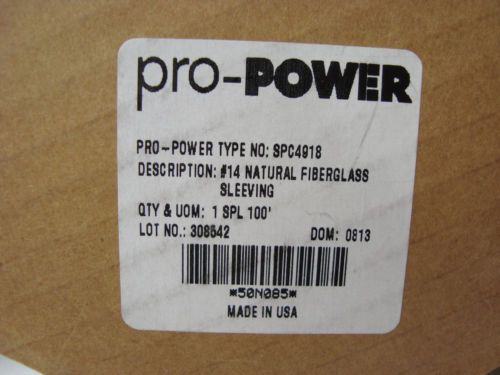 pro-POWER
PRO-POWER TYPE NO: SPC4918
DESCRIPTION: #14 NATURAL FIBERGLASS
SLEEVING
QTY & UOM: 1 SPL 100'
LOT NO.: 308542 DOM: 0813
*50N085*
MADE IN USA